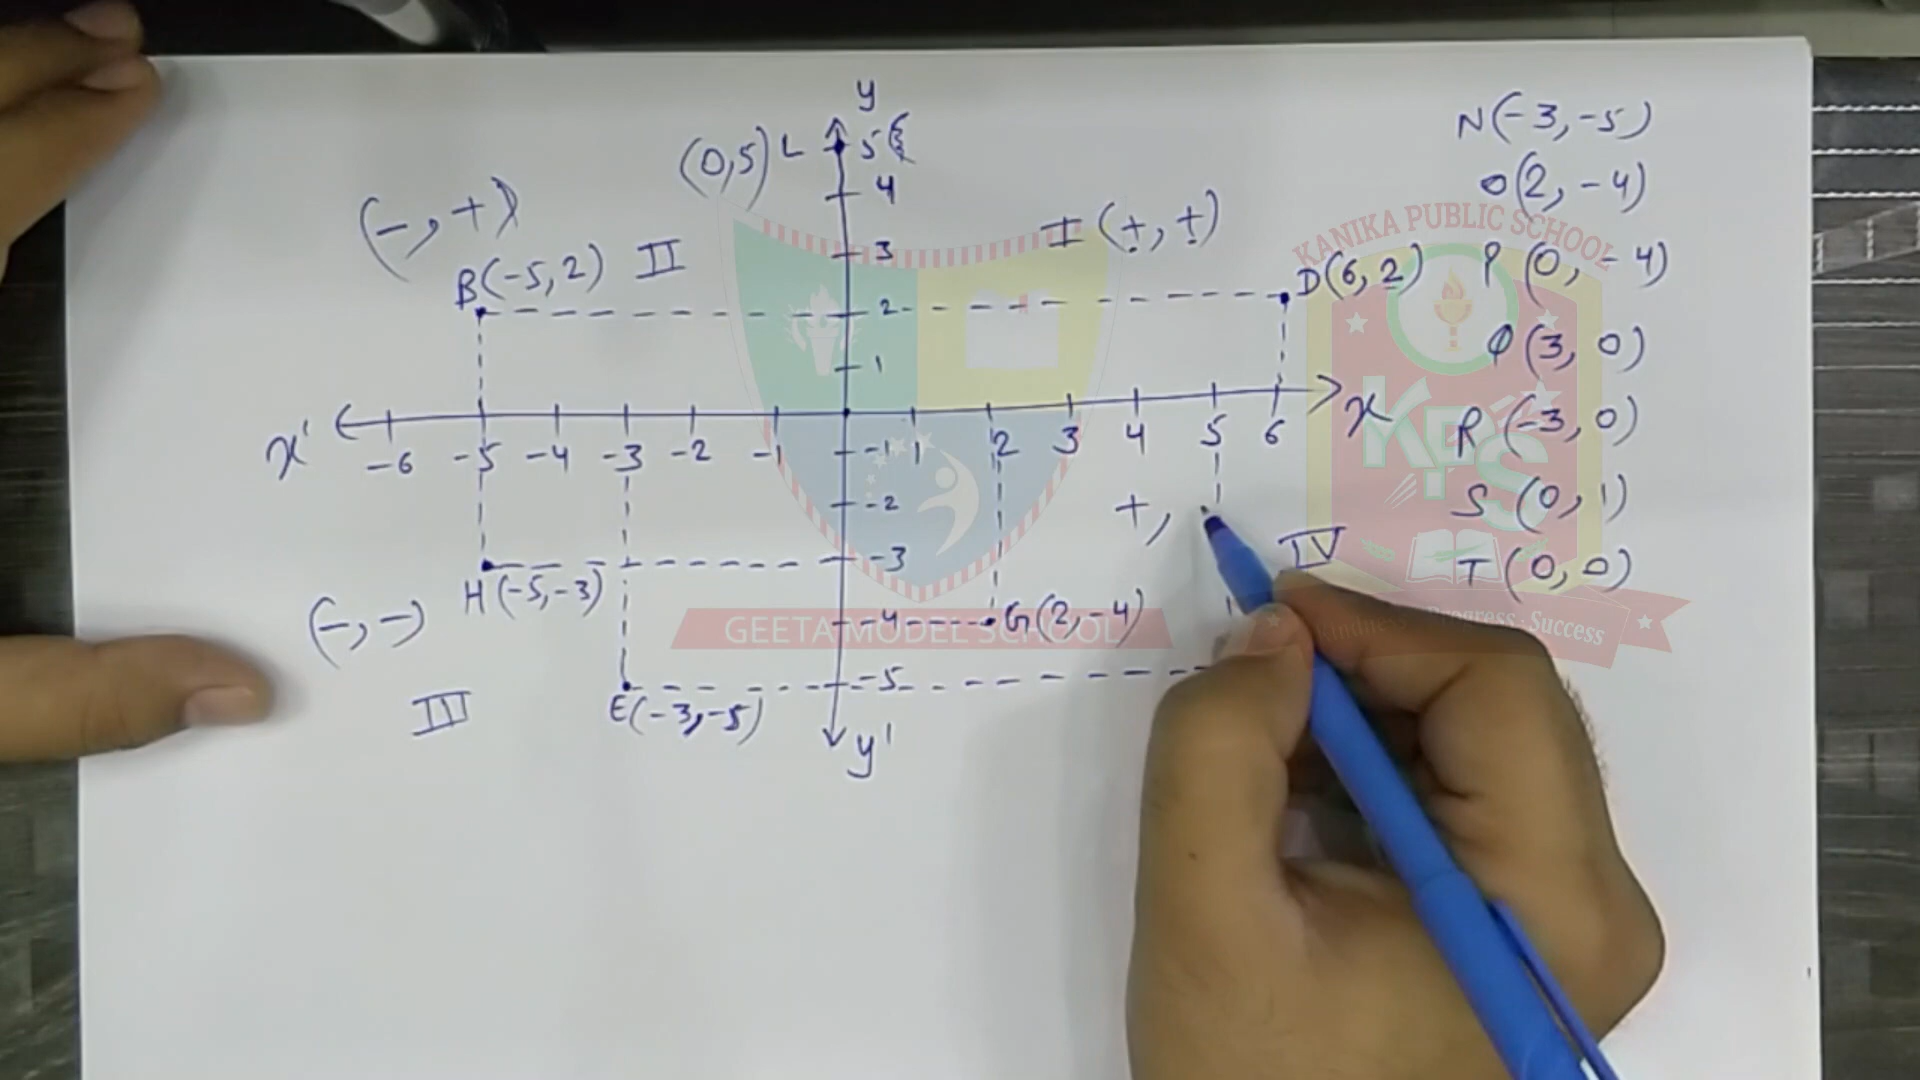 y
(0,5) L 5
4
(-, +)
I (+, +)
B(-5, 2) II
3
D(6, 2)
2
1
x' -6 -5 -4 -3 -2 -1 1 2 3 4 5 6 x
-1
-2
+,
IV
-3
H(-5, -3)
(-, -)
-4 G(2, -4)
-5
III
E(-3, -5)
y'
N(-3, -5)
O(2, -4)
P (0, -4)
Q (3, 0)
R (-3, 0)
S (0, 1)
T (0, 0)
GEETA MODEL SCHOOL
KANIKA PUBLIC SCHOOL
KPS
Kindness · Progress · Success